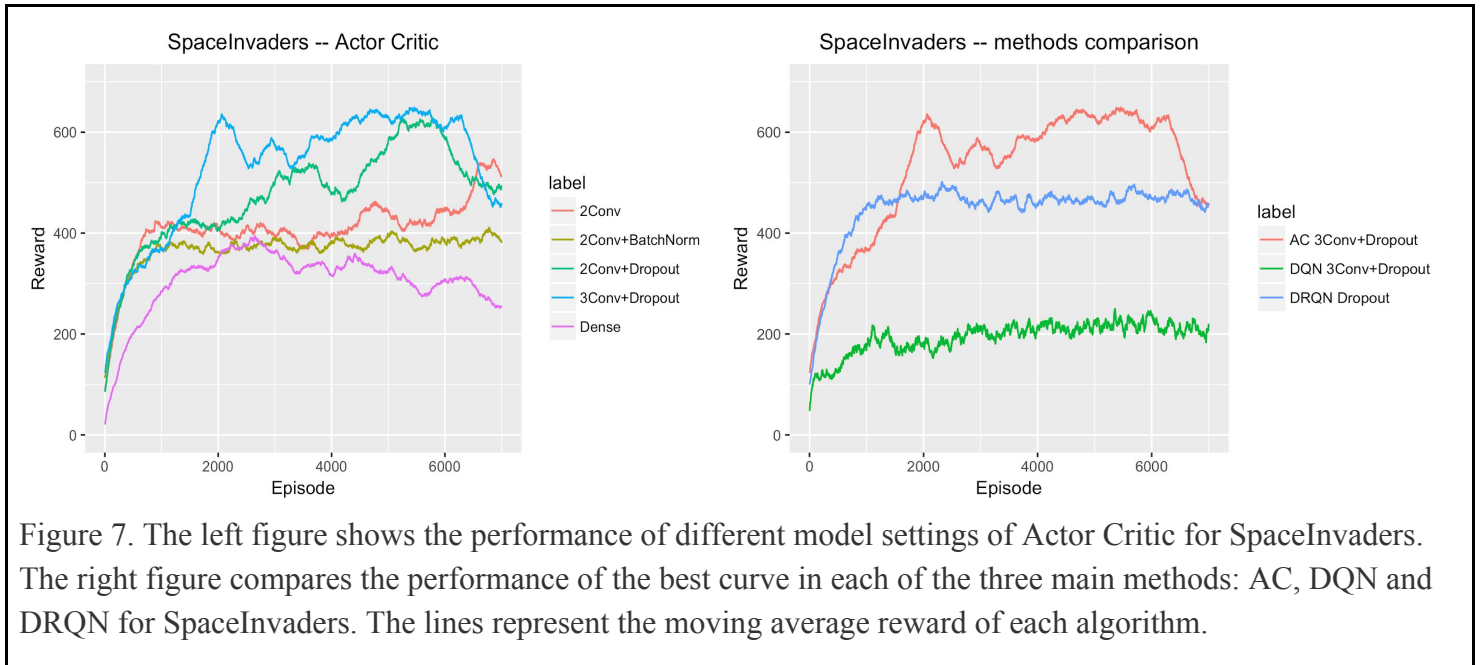 SpaceInvaders -- Actor Critic
600
400
200
0
0
2000
4000
6000
Reward
Episode
label
2Conv
2Conv+BatchNorm
2Conv+Dropout
3Conv+Dropout
Dense
SpaceInvaders -- methods comparison
600
400
200
0
0
2000
4000
6000
Reward
Episode
label
AC 3Conv+Dropout
DQN 3Conv+Dropout
DRQN Dropout
Figure 7. The left figure shows the performance of different model settings of Actor Critic for SpaceInvaders.
The right figure compares the performance of the best curve in each of the three main methods: AC, DQN and
DRQN for SpaceInvaders. The lines represent the moving average reward of each algorithm.